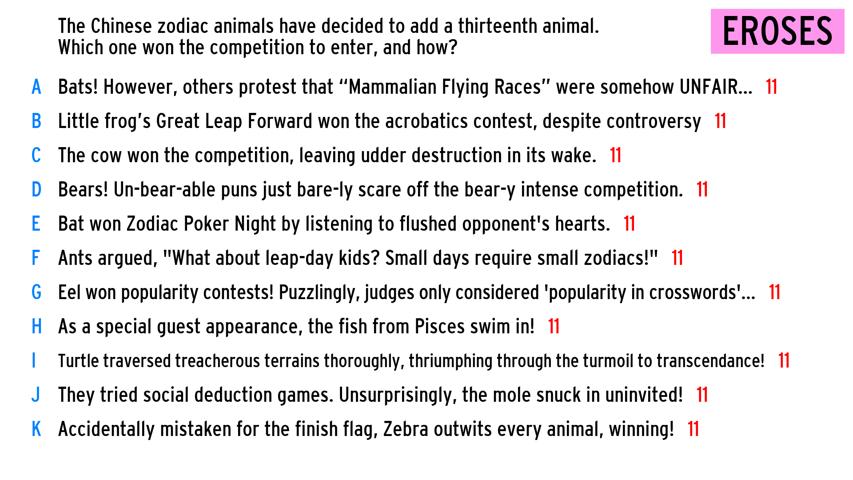 The Chinese zodiac animals have decided to add a thirteenth animal.
Which one won the competition to enter, and how?
EROSES
A Bats! However, others protest that “Mammalian Flying Races” were somehow UNFAIR... 11
B Little frog's Great Leap Forward won the acrobatics contest, despite controversy 11
C The cow won the competition, leaving udder destruction in its wake. 11
D Bears! Un-bear-able puns just bare-ly scare off the bear-y intense competition. 11
E Bat won Zodiac Poker Night by listening to flushed opponent's hearts. 11
F Ants argued, "What about leap-day kids? Small days require small zodiacs!" 11
G Eel won popularity contests! Puzzlingly, judges only considered 'popularity in crosswords'... 11
H As a special guest appearance, the fish from Pisces swim in! 11
I Turtle traversed treacherous terrains thoroughly, thriumphing through the turmoil to transcendance! 11
J They tried social deduction games. Unsurprisingly, the mole snuck in uninvited! 11
K Accidentally mistaken for the finish flag, Zebra outwits every animal, winning! 11